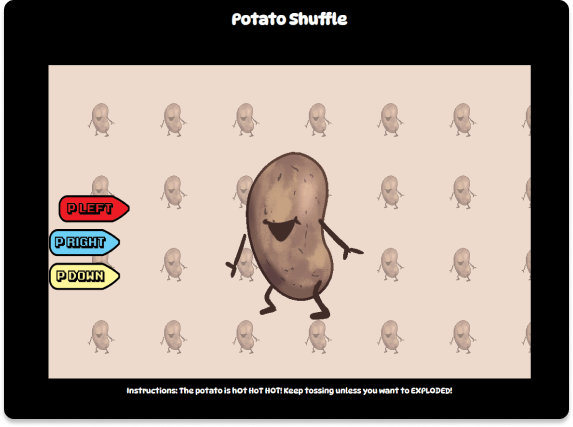 Potato Shuffle
P LEFT
P RIGHT
P DOWN
Instructions: The potato is hOT HOT HOT! Keep tossing unless you want to EXPLODED!